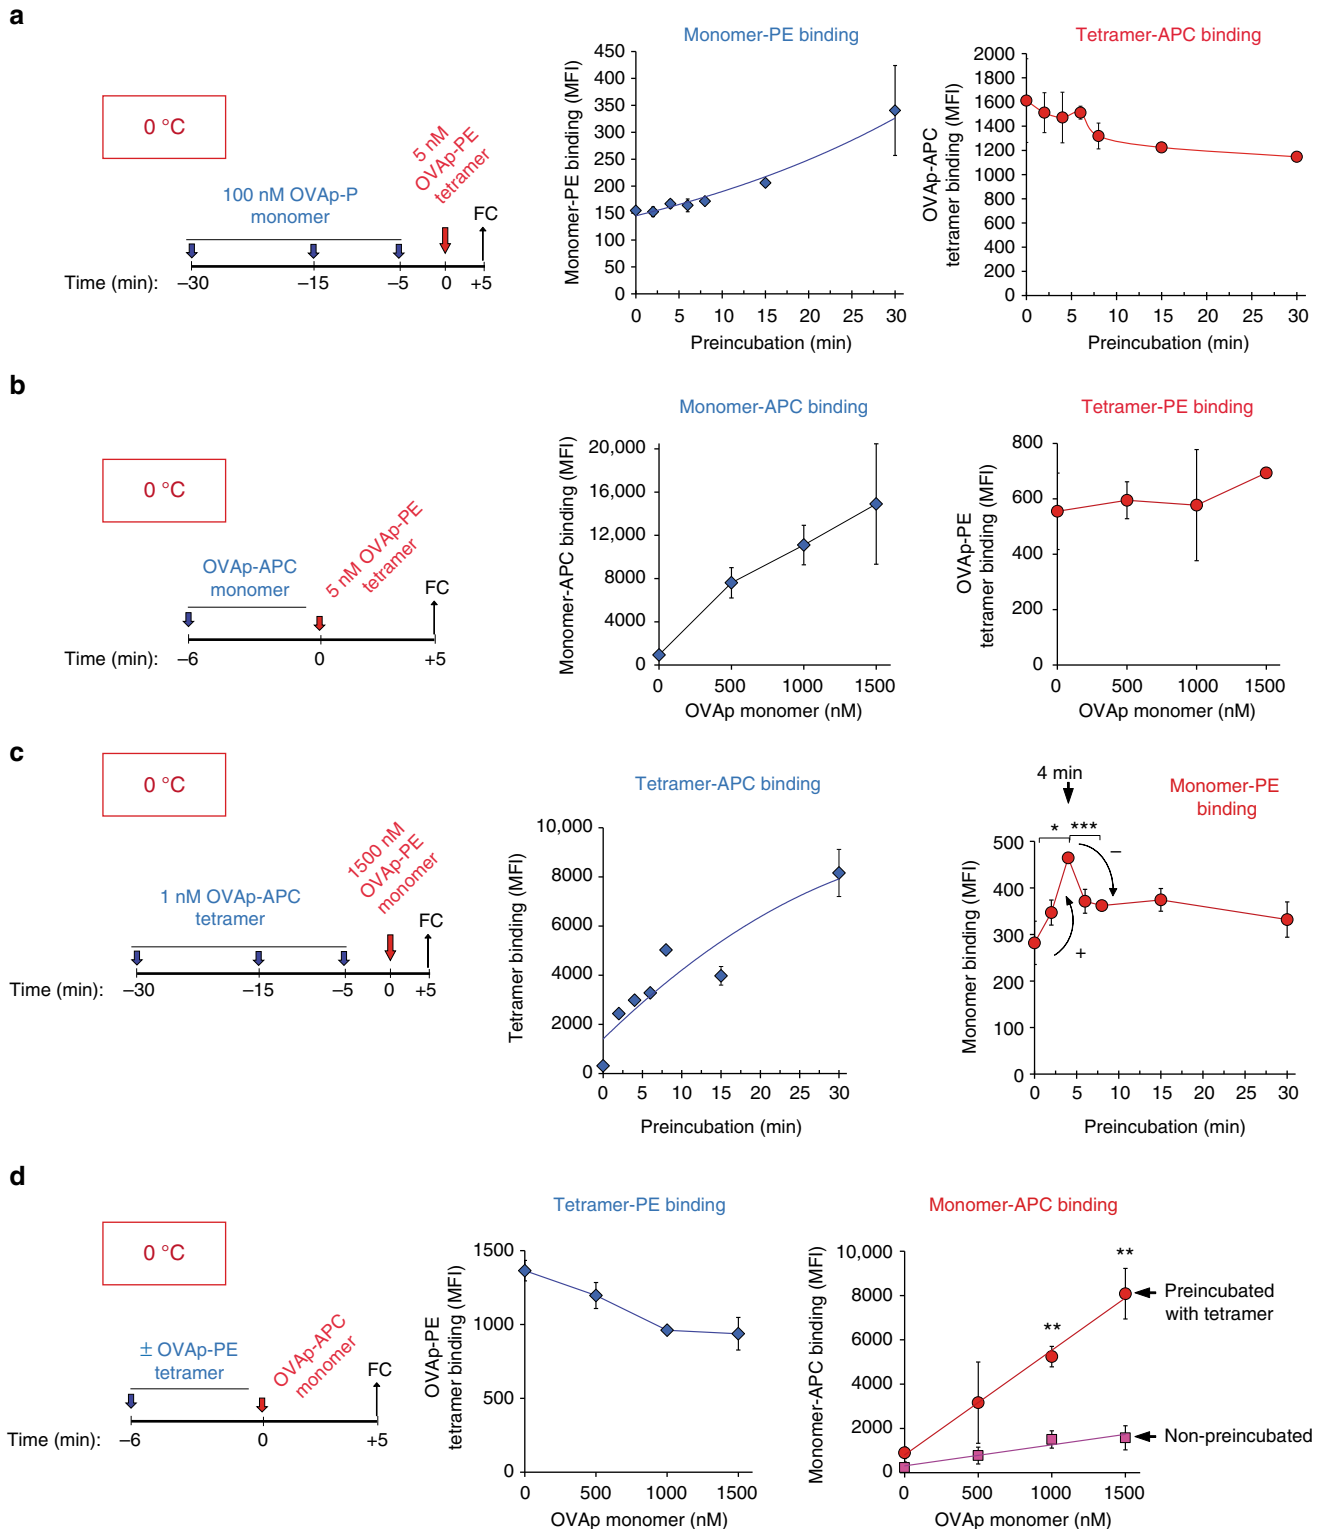 a
0 °C
100 nM OVAp-P
monomer
5 nM
OVAp-PE
tetramer
FC
Time (min):
–30
–15
–5
0
+5
Monomer-PE binding
Monomer-PE binding (MFI)
450
400
350
300
250
200
150
100
50
0
0
5
10
15
20
25
30
Preincubation (min)
Tetramer-APC binding
OVAp-APC
tetramer binding (MFI)
2000
1800
1600
1400
1200
1000
800
600
400
200
0
0
5
10
15
20
25
30
Preincubation (min)
b
0 °C
OVAp-APC
monomer
5 nM OVAp-PE
tetramer
FC
Time (min):
–6
0
+5
Monomer-APC binding
Monomer-APC binding (MFI)
20,000
16,000
12,000
8000
4000
0
0
500
1000
1500
OVAp monomer (nM)
Tetramer-PE binding
OVAp-PE
tetramer binding (MFI)
800
600
400
200
0
0
500
1000
1500
OVAp monomer (nM)
c
0 °C
1 nM OVAp-APC
tetramer
1500 nM
OVAp-PE
monomer
FC
Time (min):
–30
–15
–5
0
+5
Tetramer-APC binding
Tetramer binding (MFI)
10,000
8000
6000
4000
2000
0
0
5
10
15
20
25
30
Preincubation (min)
4 min
Monomer-PE
binding
* ***
–
+
Monomer binding (MFI)
500
400
300
200
100
0
0
5
10
15
20
25
30
Preincubation (min)
d
0 °C
± OVAp-PE
tetramer
OVAp-APC
monomer
FC
Time (min):
–6
0
+5
Tetramer-PE binding
OVAp-PE
tetramer binding (MFI)
1500
1000
500
0
0
500
1000
1500
OVAp monomer (nM)
Monomer-APC binding
Monomer-APC binding (MFI)
10,000
8000
6000
4000
2000
0
**
**
Preincubated
with tetramer
Non-preincubated
0
500
1000
1500
OVAp monomer (nM)